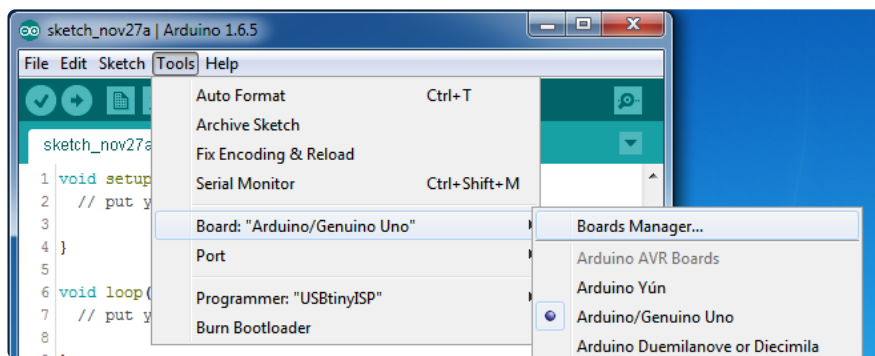 sketch_nov27a | Arduino 1.6.5
File Edit Sketch Tools Help
Auto Format Ctrl+T
Archive Sketch
sketch_nov27a
Fix Encoding & Reload
1 void setup
Serial Monitor Ctrl+Shift+M
2 // put y
3
Board: "Arduino/Genuino Uno"
Boards Manager...
4 }
Port
Arduino AVR Boards
5
Arduino Yún
6 void loop(
Programmer: "USBtinyISP"
Arduino/Genuino Uno
7 // put y
Burn Bootloader
8
Arduino Duemilanove or Diecimila